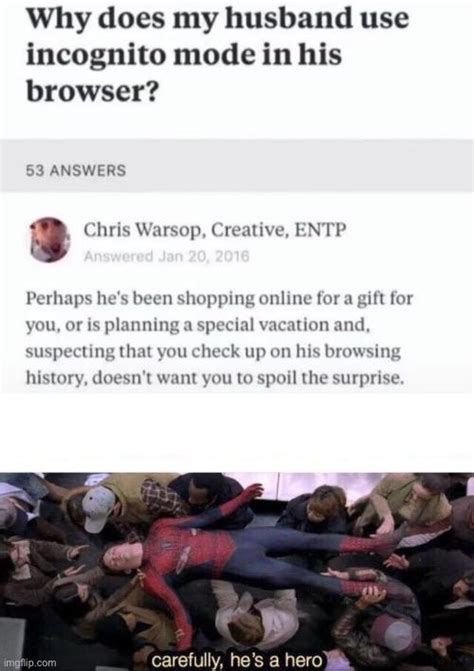 Why does my husband use
incognito mode in his
browser?
53 ANSWERS
Chris Warsop, Creative, ENTP
Answered Jan 20, 2016
Perhaps he's been shopping online for a gift for
you, or is planning a special vacation and,
suspecting that you check up on his browsing
history, doesn't want you to spoil the surprise.
carefully, he's a hero
imgflip.com